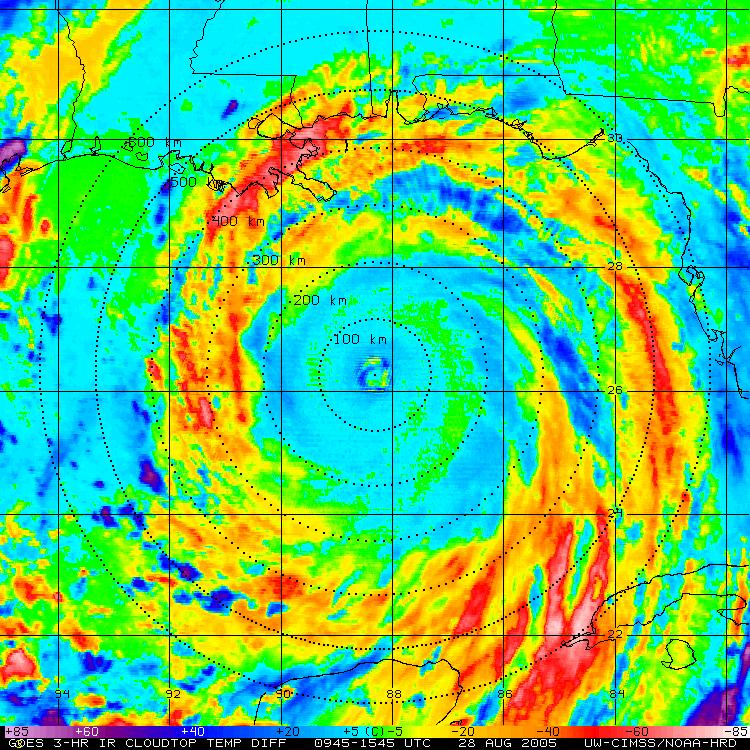 30
800 km
500 km
400 km
28
300 km
200 km
100 km
26
24
22
94 92 90 88 86 84
+85 +60 +40 +20 +5 (C) -5 -20 -40 -60 -85
GOES 3-HR IR CLOUDTOP TEMP DIFF 0945-1545 UTC 28 AUG 2005 UW-CIMSS/NOAA-HRD